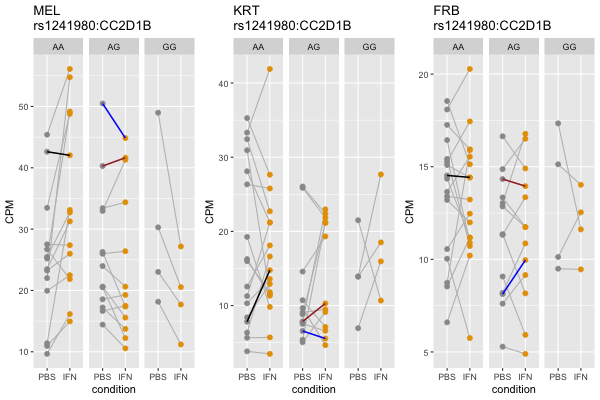 MEL
rs1241980:CC2D1B
AA AG GG
CPM
50
40
30
20
10
PBS IFN PBS IFN PBS IFN
condition
KRT
rs1241980:CC2D1B
AA AG GG
CPM
40
30
20
10
PBS IFN PBS IFN PBS IFN
condition
FRB
rs1241980:CC2D1B
AA AG GG
CPM
20
15
10
5
PBS IFN PBS IFN PBS IFN
condition